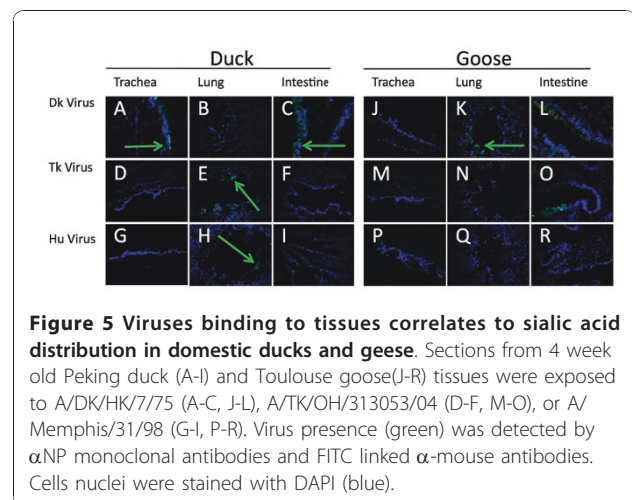 Duck Goose
Trachea Lung Intestine Trachea Lung Intestine
Dk Virus A B C J K L
Tk Virus D E F M N O
Hu Virus G H I P Q R
Figure 5 Viruses binding to tissues correlates to sialic acid
distribution in domestic ducks and geese. Sections from 4 week
old Peking duck (A-I) and Toulouse goose(J-R) tissues were exposed
to A/DK/HK/7/75 (A-C, J-L), A/TK/OH/313053/04 (D-F, M-O), or A/
Memphis/31/98 (G-I, P-R). Virus presence (green) was detected by
αNP monoclonal antibodies and FITC linked α-mouse antibodies.
Cells nuclei were stained with DAPI (blue).